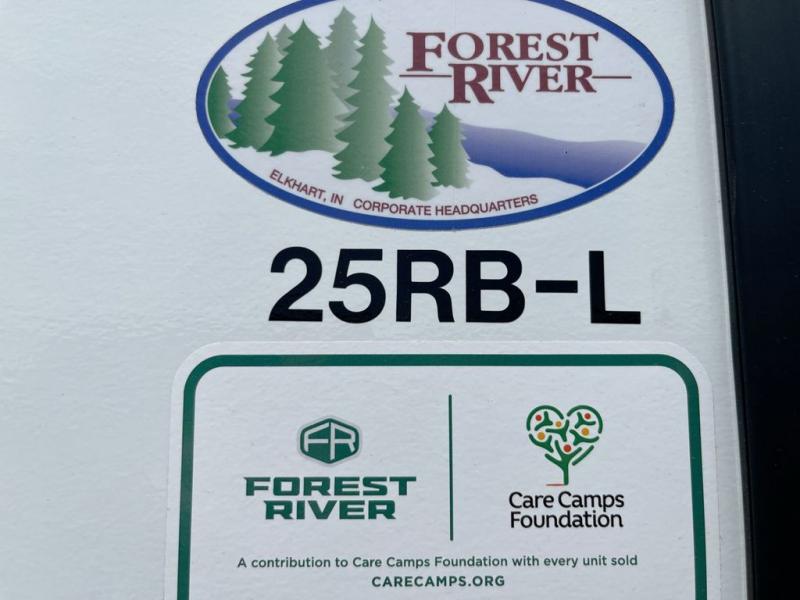 FOREST
RIVER
ELKHART, IN CORPORATE HEADQUARTERS
25RB-L
FR
FOREST
RIVER
Care Camps
Foundation
A contribution to Care Camps Foundation with every unit sold
CARECAMPS.ORG